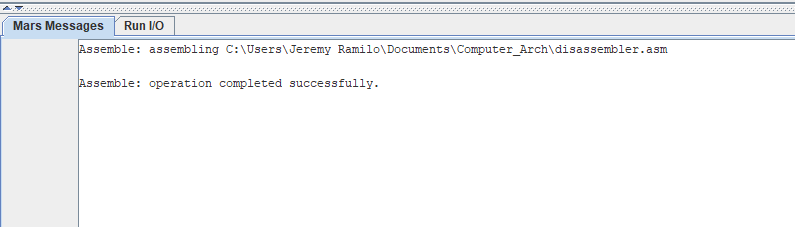 Mars Messages Run I/O
Assemble: assembling C:\Users\Jeremy Ramilo\Documents\Computer_Arch\disassembler.asm
Assemble: operation completed successfully.